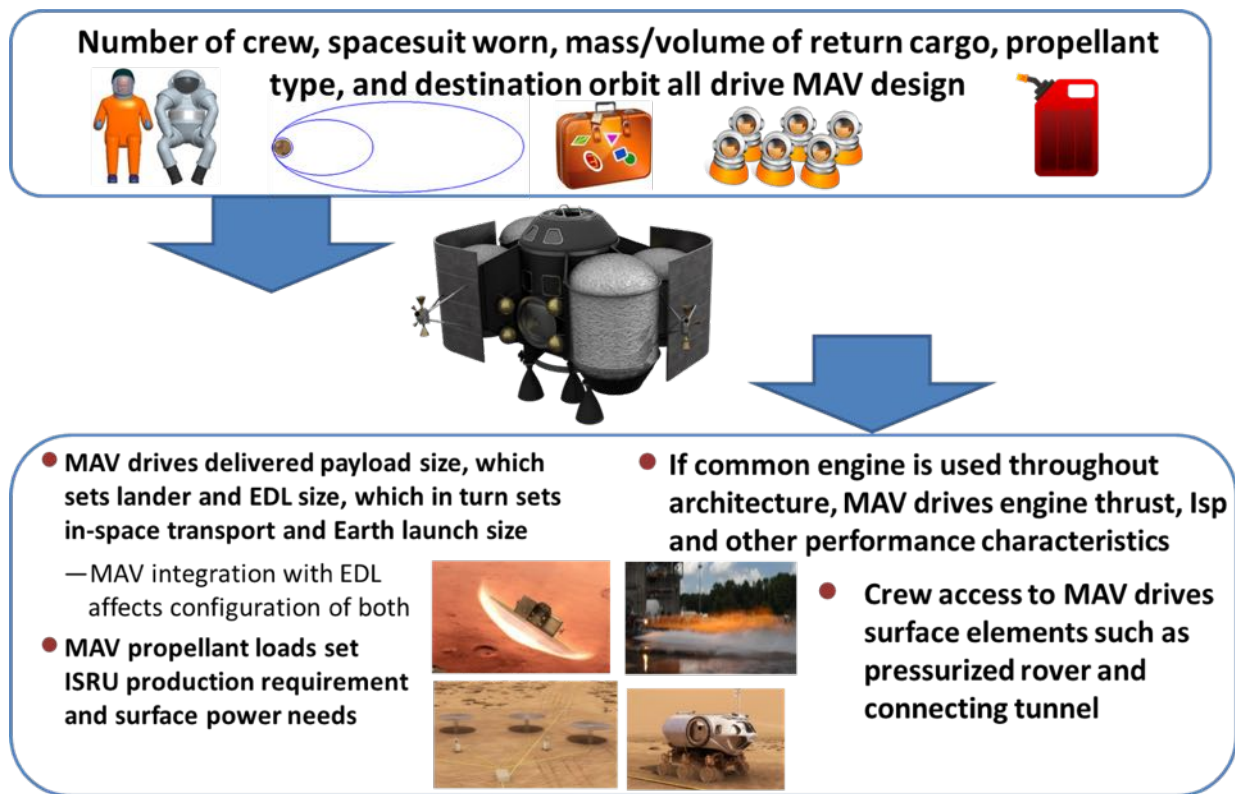 Number of crew, spacesuit worn, mass/volume of return cargo, propellant
type, and destination orbit all drive MAV design
● MAV drives delivered payload size, which
sets lander and EDL size, which in turn sets
in-space transport and Earth launch size
—MAV integration with EDL
affects configuration of both
● MAV propellant loads set
ISRU production requirement
and surface power needs
● If common engine is used throughout
architecture, MAV drives engine thrust, Isp
and other performance characteristics
● Crew access to MAV drives
surface elements such as
pressurized rover and
connecting tunnel